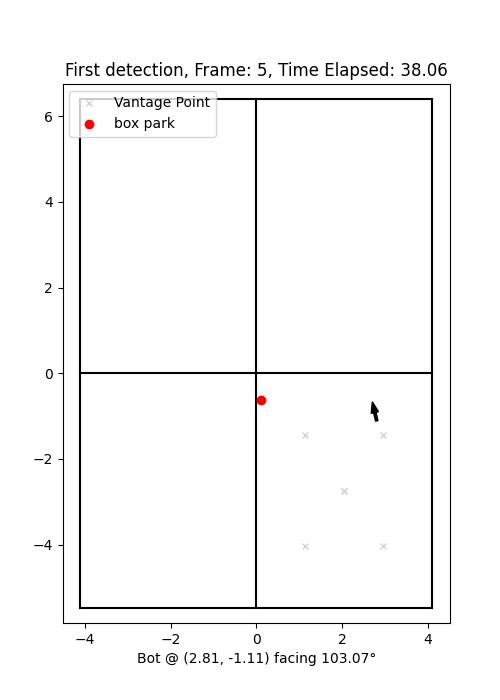 First detection, Frame: 5, Time Elapsed: 38.06
Vantage Point
box park
6
4
2
0
−2
−4
−4
−2
0
2
4
Bot @ (2.81, -1.11) facing 103.07°